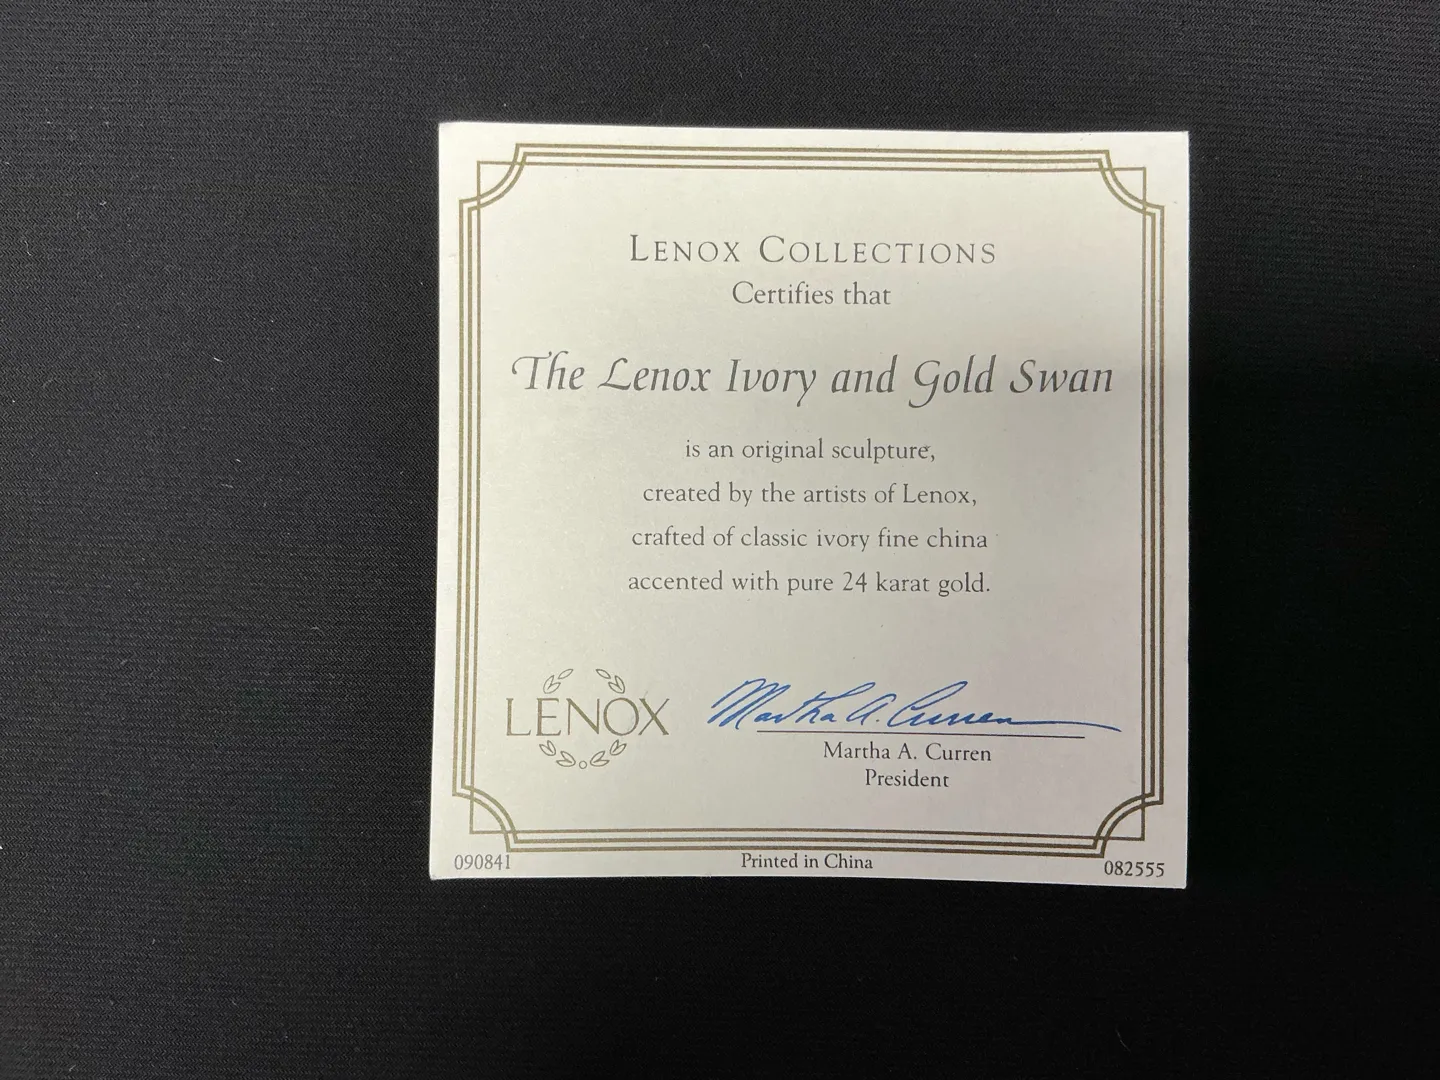 LENOX COLLECTIONS
Certifies that
The Lenox Ivory and Gold Swan
is an original sculpture,
created by the artists of Lenox,
crafted of classic ivory fine china
accented with pure 24 karat gold.
LENOX
Martha A. Curren
Martha A. Curren
President
090841
Printed in China
082555